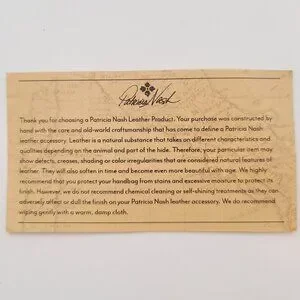 Patricia Nash
Thank you for choosing a Patricia Nash Leather Product. Your purchase was constructed by
hand with the care and old-world craftsmanship that has come to define a Patricia Nash
leather accessory. Leather is a natural substance that takes on different characteristics and
qualities depending on the animal and part of the hide. Therefore, your particular item may
show defects, creases, shading or color irregularities that are considered natural features of
leather. They will also soften in time and become even more beautiful with age. We highly
recommend that you protect your handbag from stains and excessive moisture to protect its
finish. However, we do not recommend chemical cleaning or self-shining treatments as they can
adversely affect or dull the finish on your Patricia Nash leather accessory. We do recommend
wiping gently with a warm, damp cloth.